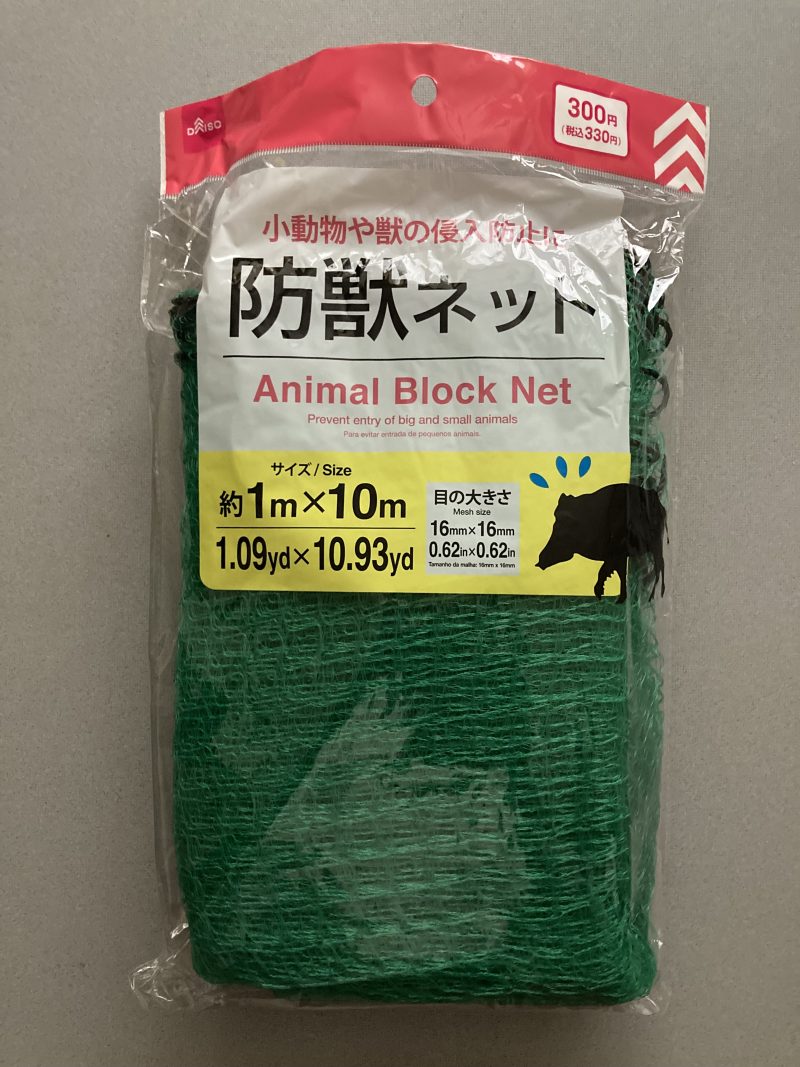 DAISO
300円
(税込330円)
小動物や獣の侵入防止に
防獣ネット
Animal Block Net
Prevent entry of big and small animals
Para evitar entrada de pequenos animais.
サイズ / Size
約1m×10m
1.09yd×10.93yd
目の大きさ
Mesh size
16mm×16mm
0.62in×0.62in
Tamanho da malha: 16mm x 16mm